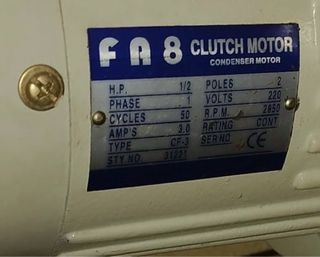 FA8 CLUTCH MOTOR
CONDENSER MOTOR
H.P. 1/2 POLES 2
PHASE 1 VOLTS 220
CYCLES 50 R.P.M. 2850
AMP'S 3.0 RATING CONT
TYPE CF-3 SER NO CE
STY NO. 31221